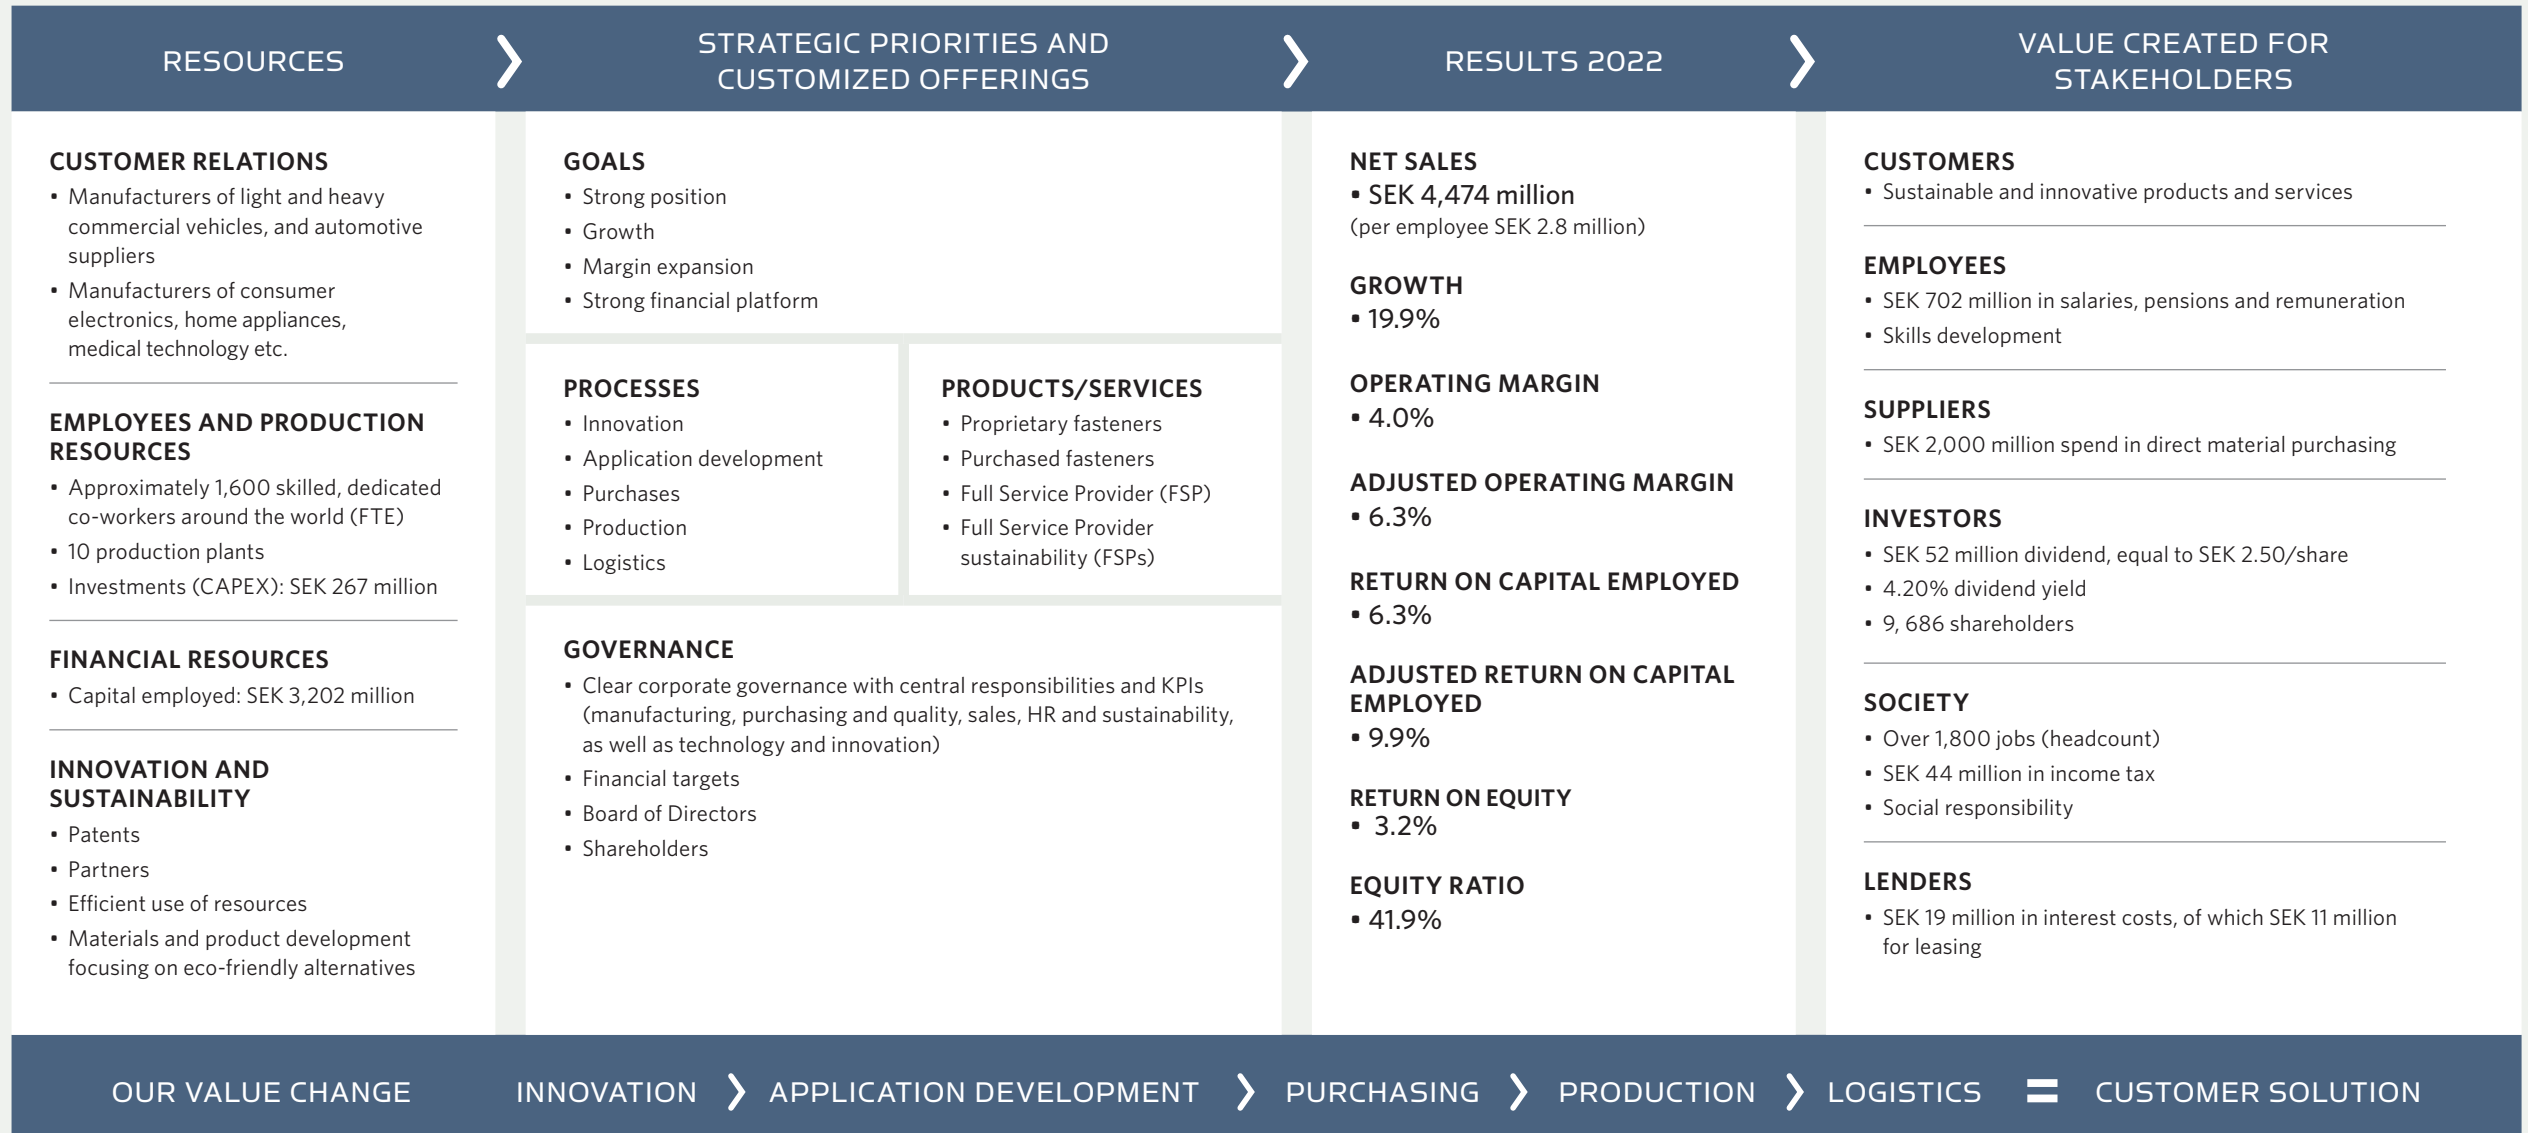 RESOURCES
STRATEGIC PRIORITIES AND
CUSTOMIZED OFFERINGS
RESULTS 2022
VALUE CREATED FOR
STAKEHOLDERS
CUSTOMER RELATIONS
• Manufacturers of light and heavy
commercial vehicles, and automotive
suppliers
• Manufacturers of consumer
electronics, home appliances,
medical technology etc.
EMPLOYEES AND PRODUCTION
RESOURCES
• Approximately 1,600 skilled, dedicated
co-workers around the world (FTE)
• 10 production plants
• Investments (CAPEX): SEK 267 million
FINANCIAL RESOURCES
• Capital employed: SEK 3,202 million
INNOVATION AND
SUSTAINABILITY
• Patents
• Partners
• Efficient use of resources
• Materials and product development
focusing on eco-friendly alternatives
GOALS
• Strong position
• Growth
• Margin expansion
• Strong financial platform
PROCESSES
• Innovation
• Application development
• Purchases
• Production
• Logistics
PRODUCTS/SERVICES
• Proprietary fasteners
• Purchased fasteners
• Full Service Provider (FSP)
• Full Service Provider
sustainability (FSPs)
GOVERNANCE
• Clear corporate governance with central responsibilities and KPIs
(manufacturing, purchasing and quality, sales, HR and sustainability,
as well as technology and innovation)
• Financial targets
• Board of Directors
• Shareholders
NET SALES
• SEK 4,474 million
(per employee SEK 2.8 million)
GROWTH
• 19.9%
OPERATING MARGIN
• 4.0%
ADJUSTED OPERATING MARGIN
• 6.3%
RETURN ON CAPITAL EMPLOYED
• 6.3%
ADJUSTED RETURN ON CAPITAL
EMPLOYED
• 9.9%
RETURN ON EQUITY
• 3.2%
EQUITY RATIO
• 41.9%
CUSTOMERS
• Sustainable and innovative products and services
EMPLOYEES
• SEK 702 million in salaries, pensions and remuneration
• Skills development
SUPPLIERS
• SEK 2,000 million spend in direct material purchasing
INVESTORS
• SEK 52 million dividend, equal to SEK 2.50/share
• 4.20% dividend yield
• 9, 686 shareholders
SOCIETY
• Over 1,800 jobs (headcount)
• SEK 44 million in income tax
• Social responsibility
LENDERS
• SEK 19 million in interest costs, of which SEK 11 million
for leasing
OUR VALUE CHANGE INNOVATION APPLICATION DEVELOPMENT PURCHASING PRODUCTION LOGISTICS = CUSTOMER SOLUTION